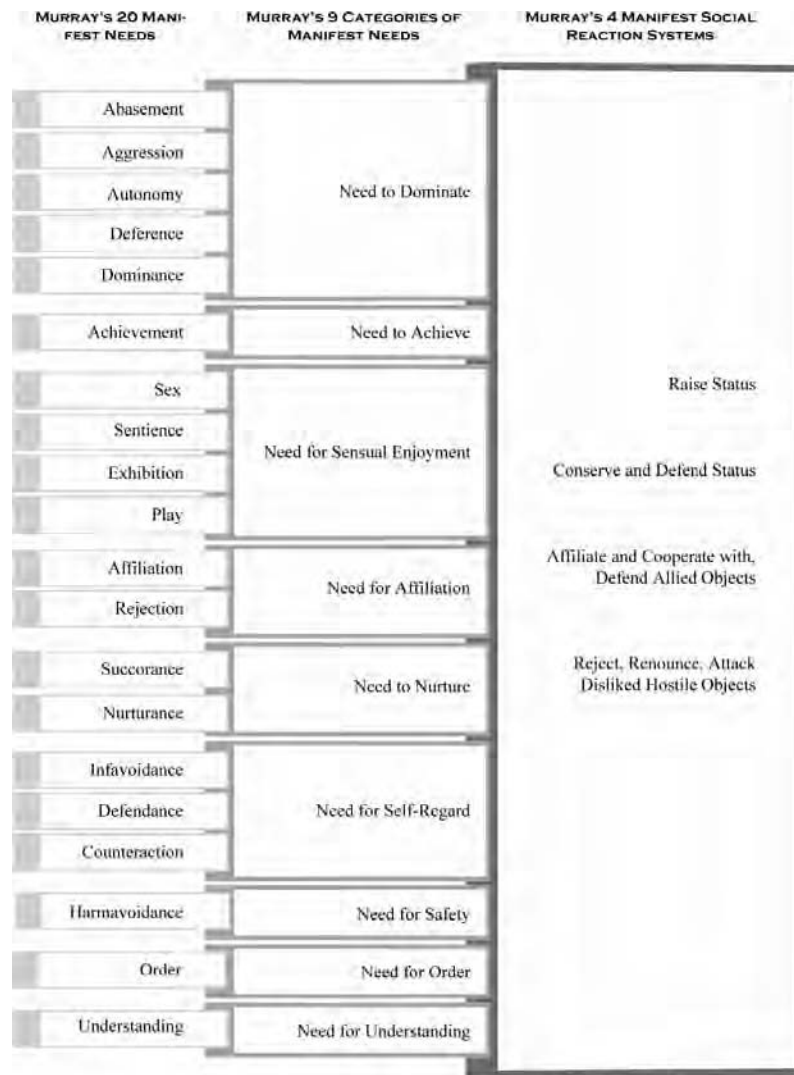 MURRAY'S 20 MANI-
FEST NEEDS
MURRAY'S 9 CATEGORIES OF
MANIFEST NEEDS
MURRAY'S 4 MANIFEST SOCIAL
REACTION SYSTEMS
Abasement
Aggression
Autonomy
Deference
Dominance
Need to Dominate
Achievement
Need to Achieve
Sex
Sentience
Exhibition
Play
Need for Sensual Enjoyment
Affiliation
Rejection
Need for Affiliation
Succorance
Nurturance
Need to Nurture
Infavoidance
Defendance
Counteraction
Need for Self-Regard
Harmavoidance
Need for Safety
Order
Need for Order
Understanding
Need for Understanding
Raise Status
Conserve and Defend Status
Affiliate and Cooperate with,
Defend Allied Objects
Reject, Renounce, Attack
Disliked Hostile Objects